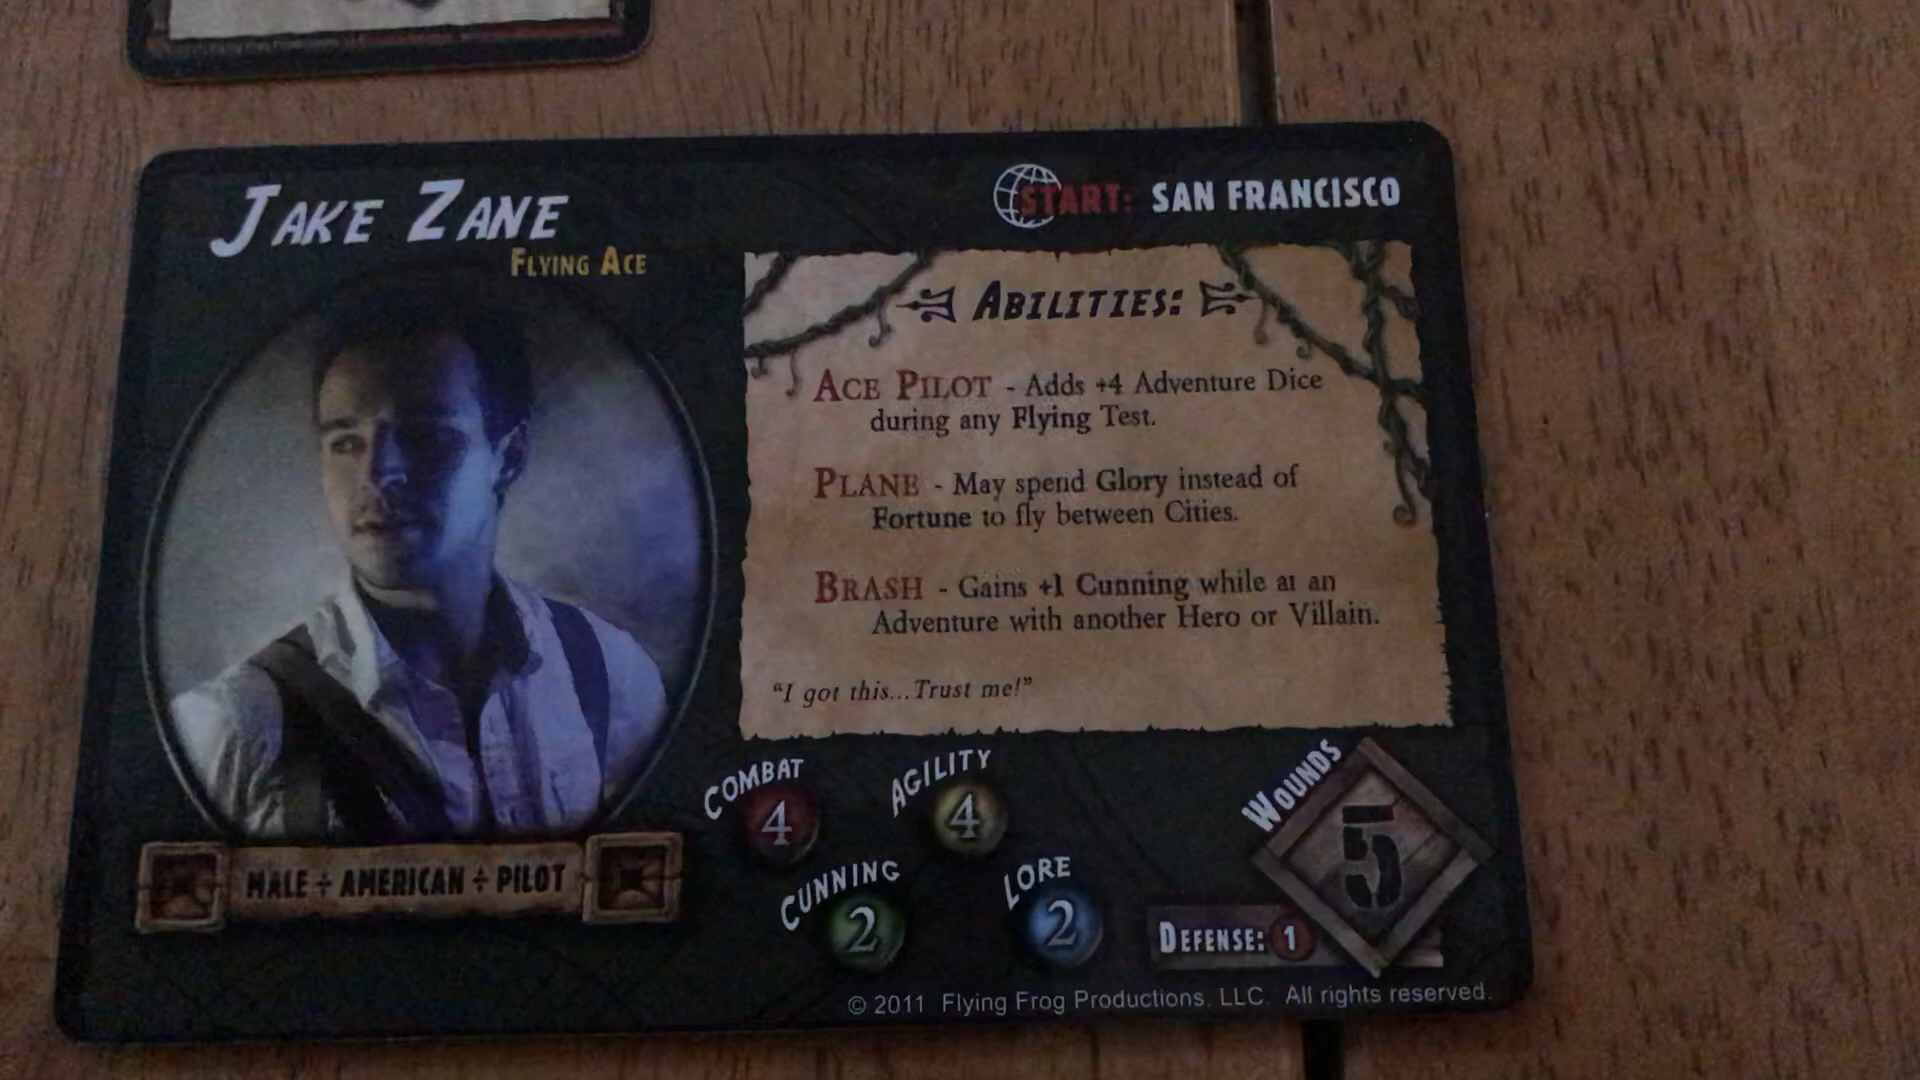 JAKE ZANE
FLYING ACE
START: SAN FRANCISCO
ABILITIES:
ACE PILOT - Adds +4 Adventure Dice
during any Flying Test.
PLANE - May spend Glory instead of
Fortune to fly between Cities.
BRASH - Gains +1 Cunning while at an
Adventure with another Hero or Villain.
"I got this...Trust me!"
COMBAT
4
AGILITY
4
CUNNING
2
LORE
2
WOUNDS
5
DEFENSE: 1
MALE ÷ AMERICAN ÷ PILOT
© 2011 Flying Frog Productions, LLC. All rights reserved.